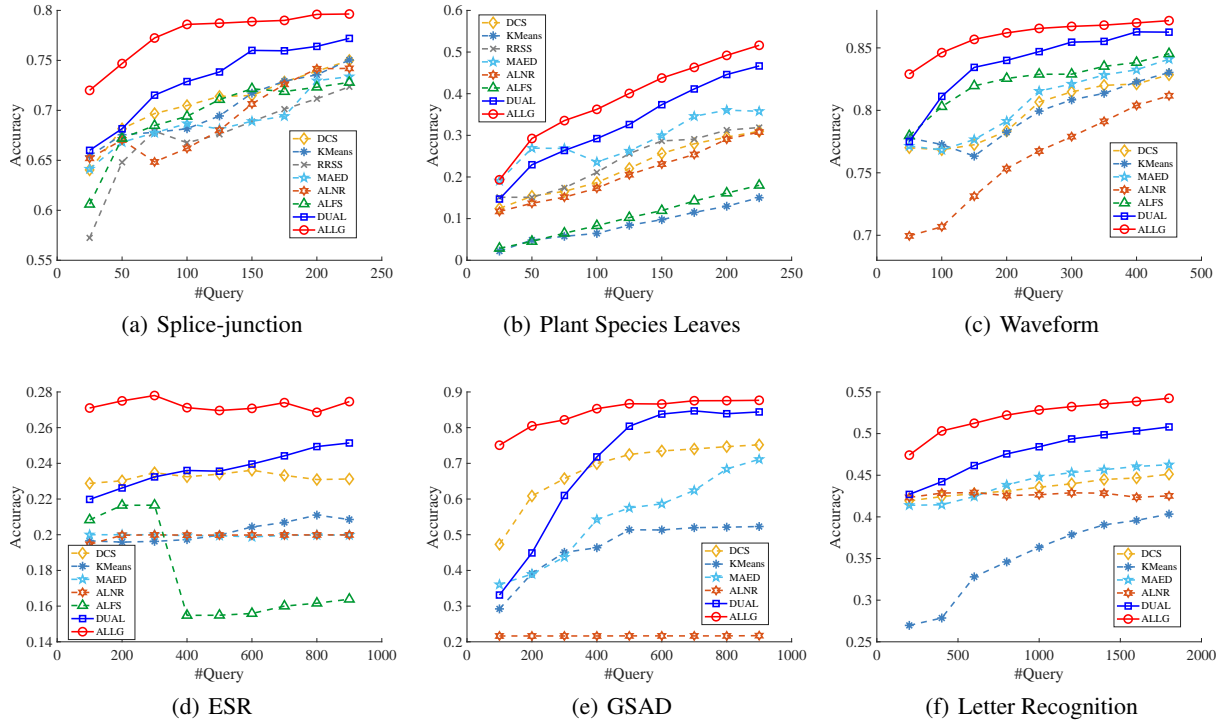 0.8
0.75
0.7
0.65
0.6
0.55
Accuracy
0 50 100 150 200 250
#Query
DCS
KMeans
RRSS
MAED
ALNR
ALFS
DUAL
ALLG
(a) Splice-junction
0.6
0.5
0.4
0.3
0.2
0.1
0
Accuracy
0 50 100 150 200 250
#Query
DCS
KMeans
RRSS
MAED
ALNR
ALFS
DUAL
ALLG
(b) Plant Species Leaves
0.85
0.8
0.75
0.7
Accuracy
0 100 200 300 400 500
#Query
DCS
KMeans
MAED
ALNR
ALFS
DUAL
ALLG
(c) Waveform
0.28
0.26
0.24
0.22
0.2
0.18
0.16
0.14
Accuracy
0 200 400 600 800 1000
#Query
DCS
KMeans
MAED
ALNR
ALFS
DUAL
ALLG
(d) ESR
0.9
0.8
0.7
0.6
0.5
0.4
0.3
0.2
Accuracy
0 200 400 600 800 1000
#Query
DCS
KMeans
MAED
ALNR
DUAL
ALLG
(e) GSAD
0.55
0.5
0.45
0.4
0.35
0.3
0.25
Accuracy
0 500 1000 1500 2000
#Query
DCS
KMeans
MAED
ALNR
DUAL
ALLG
(f) Letter Recognition